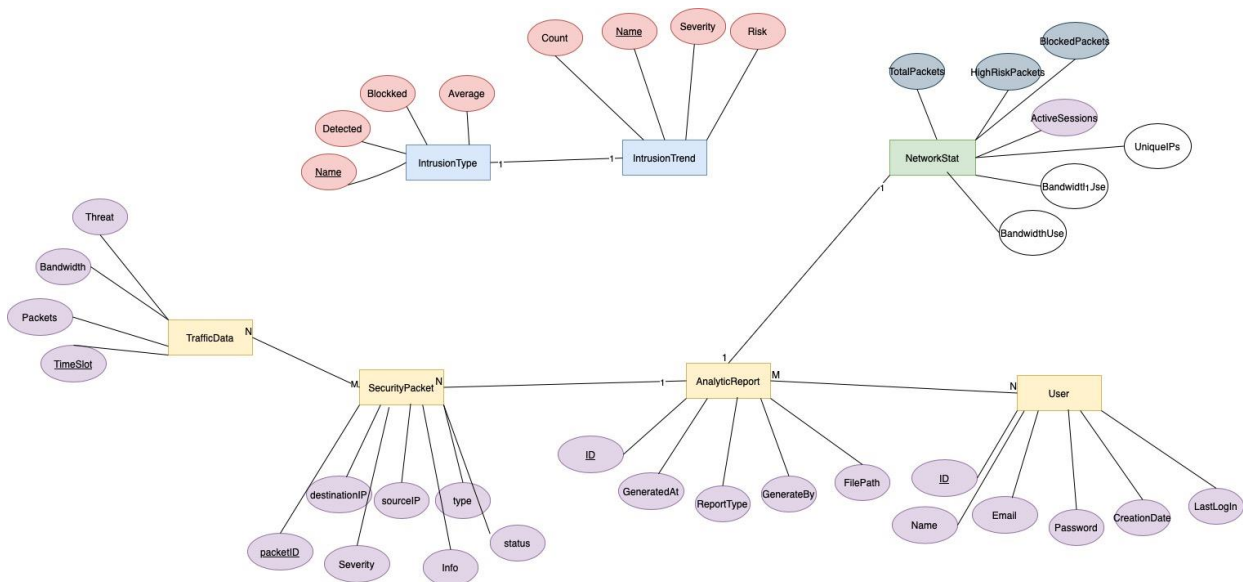 Count
Name
Severity
Risk
BlockedPackets
TotalPackets
HighRiskPackets
Blockked
Average
Detected
ActiveSessions
IntrusionType
1
1
IntrusionTrend
NetworkStat
UniqueIPs
Name
1
Bandwidth1Jse
Threat
BandwidthUse
Bandwidth
Packets
TrafficData
N
TimeSlot
1
M
SecurityPacket
N
1
AnalyticReport
M
N
User
ID
destinationIP
sourceIP
type
GeneratedAt
ReportType
GenerateBy
FilePath
ID
Name
Email
Password
CreationDate
LastLogIn
packetID
Severity
Info
status